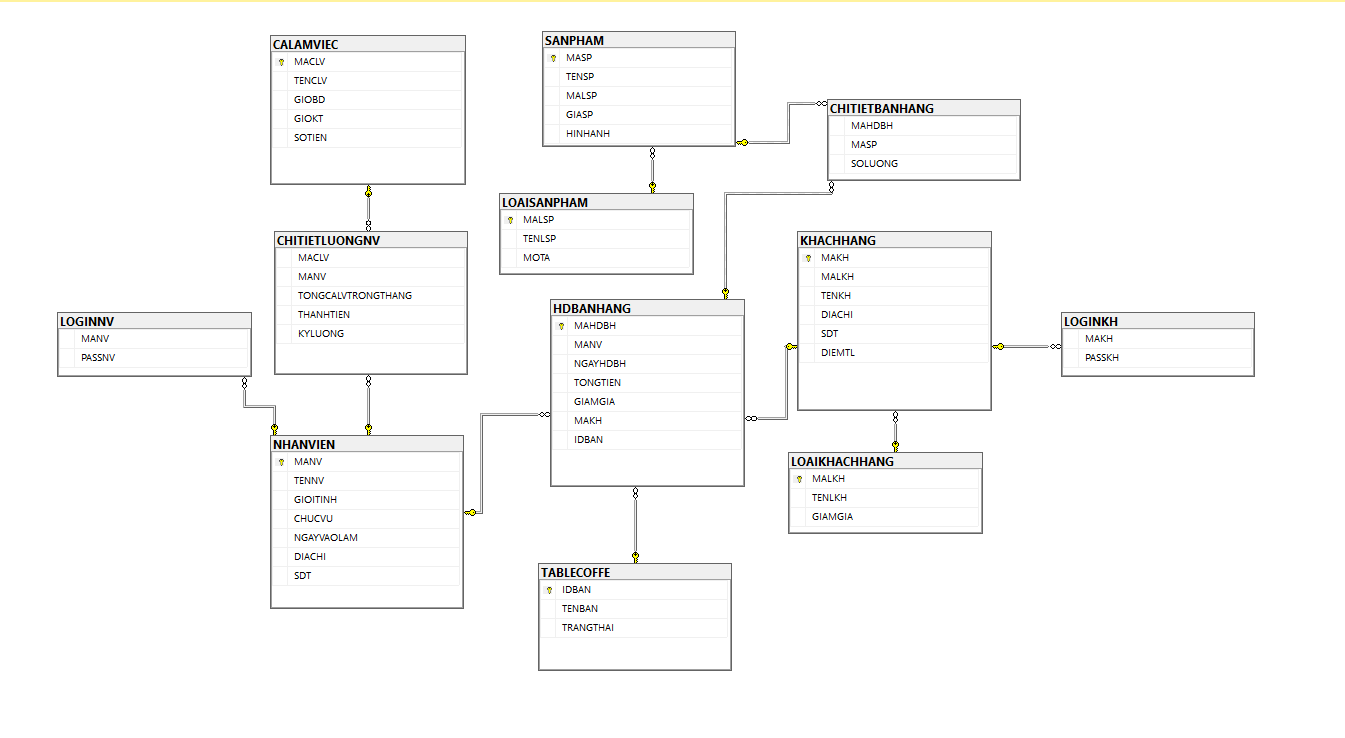 CALAMVIEC
MACLV
TENCLV
GIOBD
GIOKT
SOTIEN
SANPHAM
MASP
TENSP
MALSP
GIASP
HINHANH
CHITIETBANHANG
MAHDBH
MASP
SOLUONG
LOAISANPHAM
MALSP
TENLSP
MOTA
CHITIETLUONGNV
MACLV
MANV
TONGCALVTRONGTHANG
THANHTIEN
KYLUONG
KHACHHANG
MAKH
MALKH
TENKH
DIACHI
SDT
DIEMTL
LOGINNV
MANV
PASSNV
HDBANHANG
MAHDBH
MANV
NGAYHDBH
TONGTIEN
GIAMGIA
MAKH
IDBAN
LOGINKH
MAKH
PASSKH
NHANVIEN
MANV
TENNV
GIOITINH
CHUCVU
NGAYVAOLAM
DIACHI
SDT
LOAIKHACHHANG
MALKH
TENLKH
GIAMGIA
TABLECOFFE
IDBAN
TENBAN
TRANGTHAI